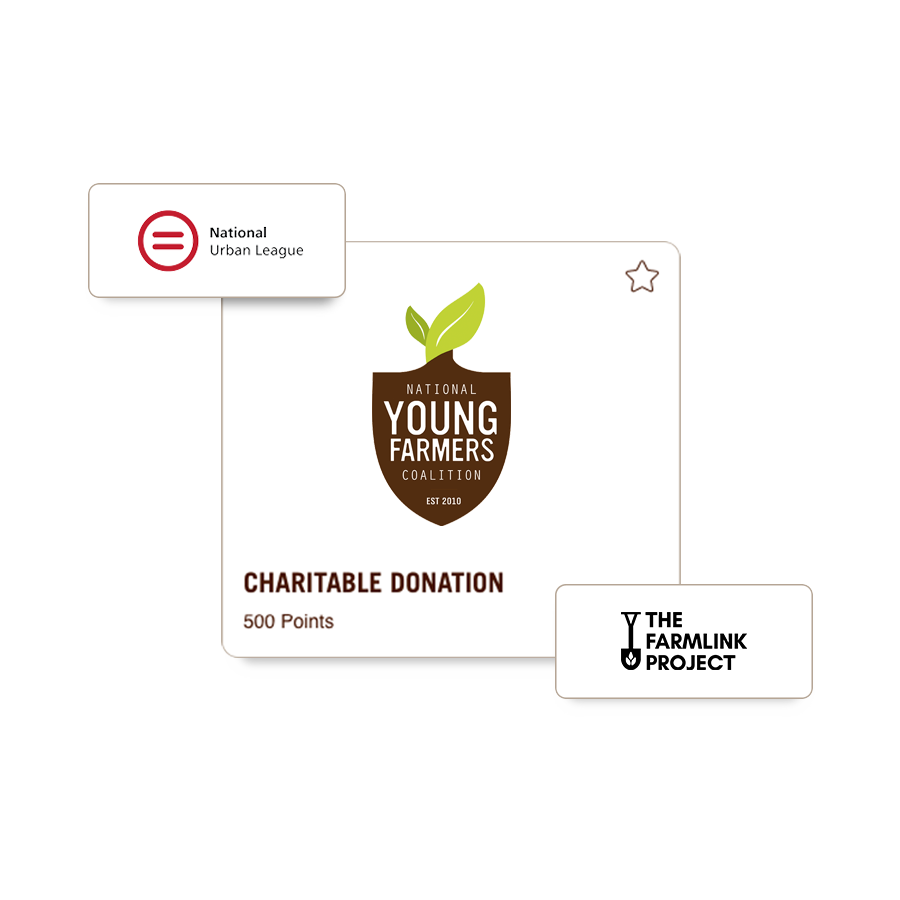 National
Urban League
NATIONAL
YOUNG
FARMERS
COALITION
EST 2010
CHARITABLE DONATION
500 Points
THE
FARMLINK
PROJECT